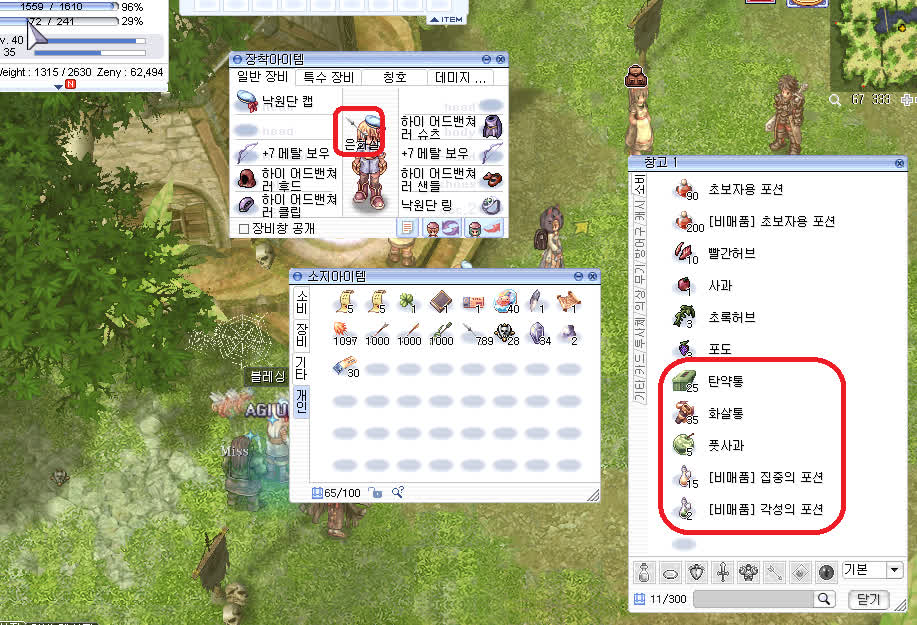 1559 / 1610 96%
72 / 241 29%
v. 40
35
Weight : 1315 / 2630 Zeny : 62,494
N
ITEM
67 333
장착아이템
일반 장비 특수 장비 칭호 데미지 ...
낙원단 캡
head
head
하이 어드밴쳐
러 슈츠
body
은화살
+7 메탈 보우
+7 메탈 보우
하이 어드밴쳐
러 후드
하이 어드밴쳐
러 샌들
하이 어드밴쳐
러 클립
낙원단 링
장비창 공개
소지아이템
소비
장비
기타
개인
5 5 1 1 1 40 1 1
1097 1000 1000 1000 789 28 84 2
30
65/100
블레싱
AGI U
Miss
창고 1
소비
캐시
방어구
무기
의상
투사체
카드
기타
90 초보자용 포션
200 [비매품] 초보자용 포션
10 빨간허브
1 사과
3 초록허브
3 포도
25 탄약통
35 화살통
5 풋사과
15 [비매품] 집중의 포션
2 [비매품] 각성의 포션
기본
11/300
닫기